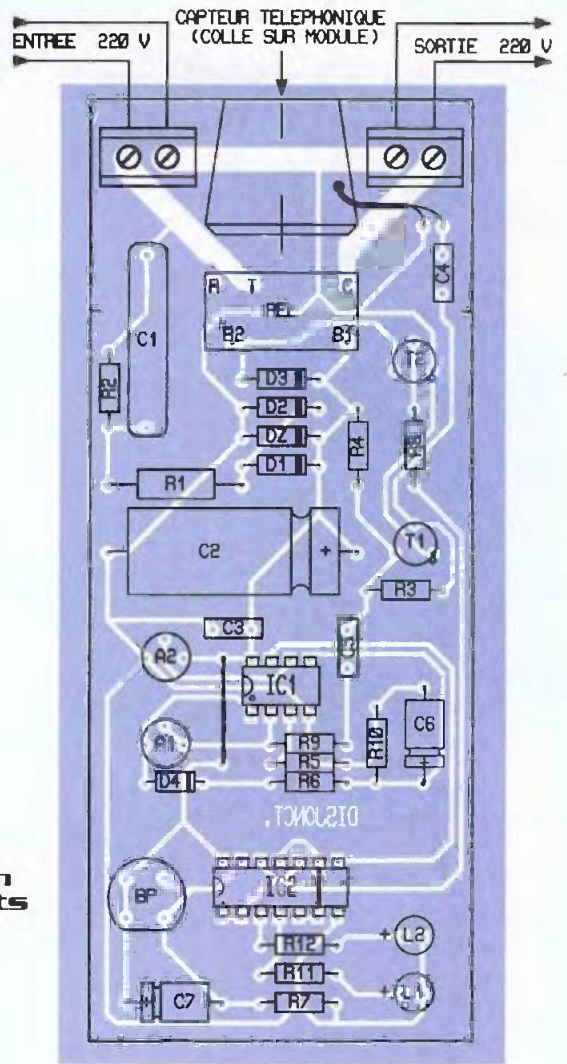 CAPTEUR TELEPHONIQUE
(COLLE SUR MODULE)
ENTREE 220 V
SORTIE 220 V
R T C
REL
B2 B1
C4
C1
T2
R2
D3
D2
DZ
D1
R4
R8
R1
C2
+
T1
R3
C3
A2
IC1
A1
R9
R5
R6
R10
C6
D4
DISJONCT.
BP
IC2
R12
+ L2
R11
+ L1
C7
R7